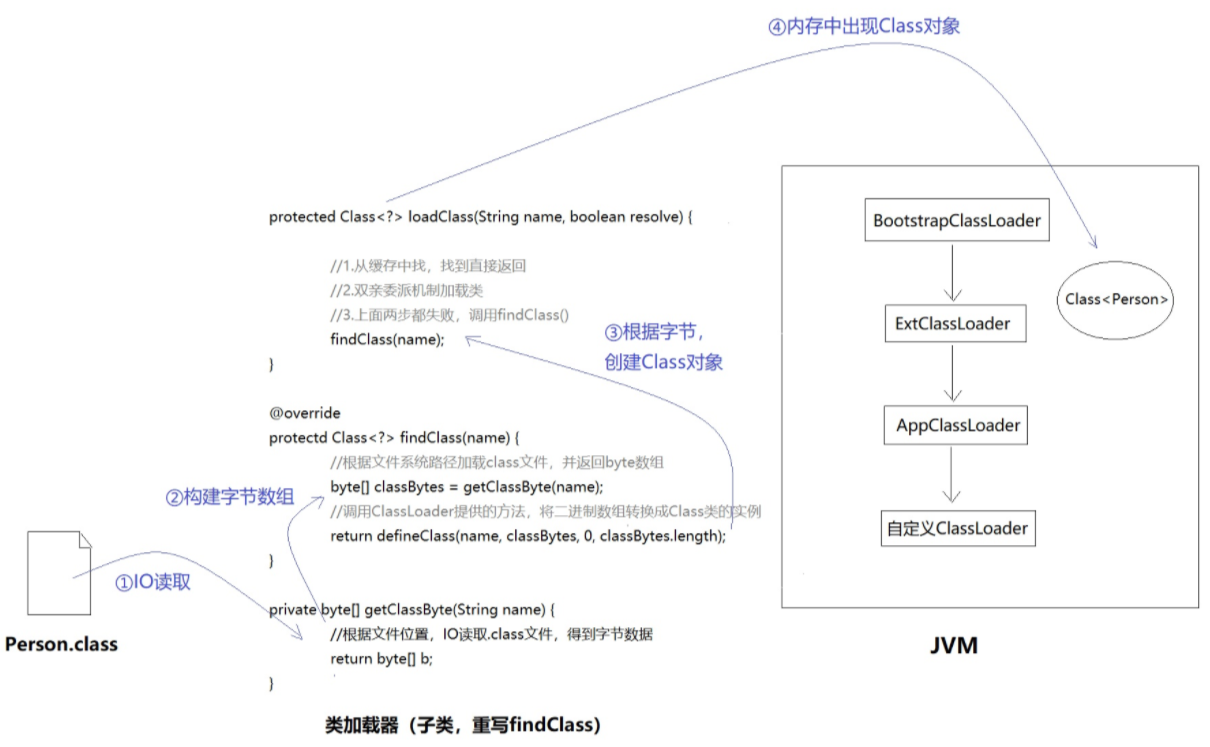 ④内存中出现Class对象
protected Class<?> loadClass(String name, boolean resolve) {
//1.从缓存中找，找到直接返回
//2.双亲委派机制加载类
//3.上面两步都失败，调用findClass()
findClass(name);
}
③根据字节，
创建Class对象
@override
protectd Class<?> findClass(name) {
//根据文件系统路径加载class文件，并返回byte数组
byte[] classBytes = getClassByte(name);
//调用ClassLoader提供的方法，将二进制数组转换成Class类的实例
return defineClass(name, classBytes, 0, classBytes.length);
}
②构建字节数组
①IO读取
private byte[] getClassByte(String name) {
//根据文件位置，IO读取.class文件，得到字节数据
return byte[] b;
}
Person.class
类加载器（子类，重写findClass）
BootstrapClassLoader
Class<Person>
ExtClassLoader
AppClassLoader
自定义ClassLoader
JVM